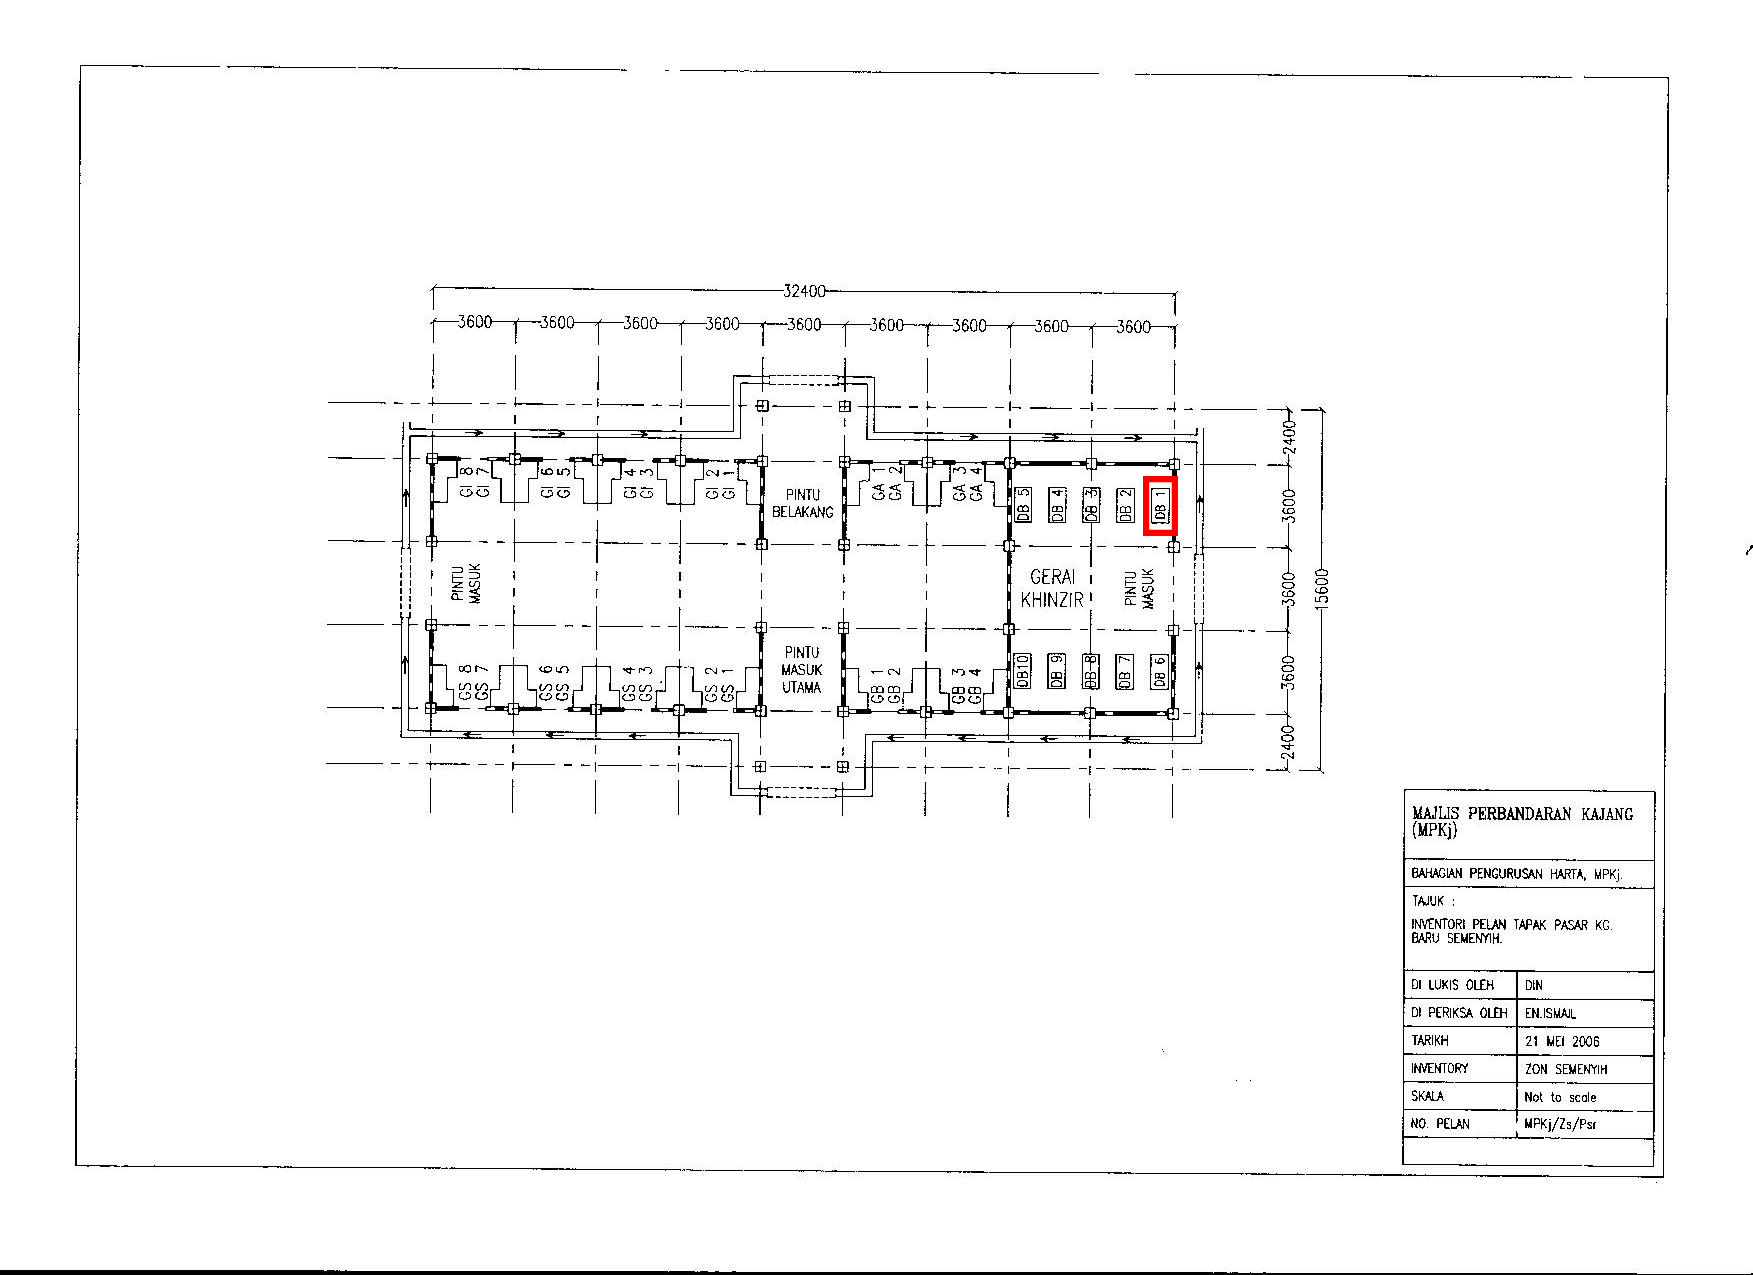 32400
3600 3600 3600 3600 3600 3600 3600 3600 3600
2400
3600
3600
3600
2400
15600
GI 8
GI 7
GI 6
GI 5
GI 4
GI 3
GI 2
GI 1
PINTU
BELAKANG
GA 1
GA 2
GA 3
GA 4
DB 5
DB 4
DB 3
DB 2
DB 1
PINTU
MASUK
GERAI
KHINZIR
PINTU
MASUK
GS 8
GS 7
GS 6
GS 5
GS 4
GS 3
GS 2
GS 1
PINTU
MASUK
UTAMA
GB 1
GB 2
GB 3
GB 4
DB10
DB 9
DB 8
DB 7
DB 6
MAJLIS PERBANDARAN KAJANG
(MPKj)
BAHAGIAN PENGURUSAN HARTA, MPKj.
TAJUK :
INVENTORI PELAN TAPAK PASAR KG.
BARU SEMENYIH.
DI LUKIS OLEH DIN
DI PERIKSA OLEH EN.ISMAIL
TARIKH 21 MEI 2006
INVENTORY ZON SEMENYIH
SKALA Not to scale
NO. PELAN MPKj/Zs/Psr